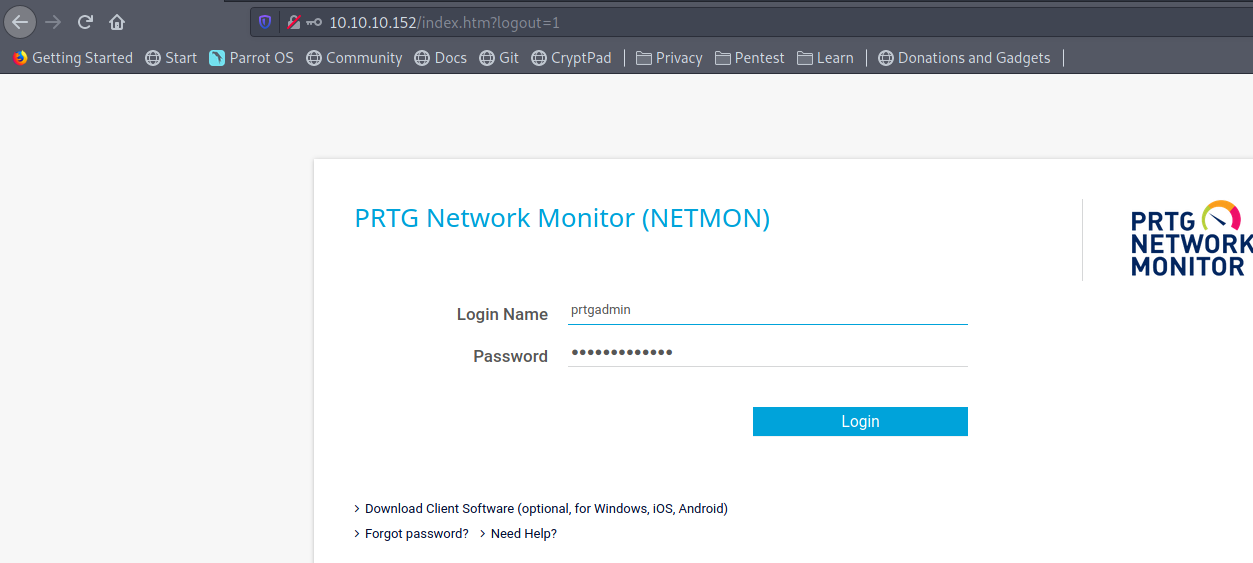 10.10.10.152/index.htm?logout=1
Getting Started Start Parrot OS Community Docs Git CryptPad Privacy Pentest Learn Donations and Gadgets
PRTG Network Monitor (NETMON)
PRTG
NETWORK
MONITOR
Login Name prtgadmin
Password •••••••••••••
Login
Download Client Software (optional, for Windows, iOS, Android)
Forgot password? Need Help?